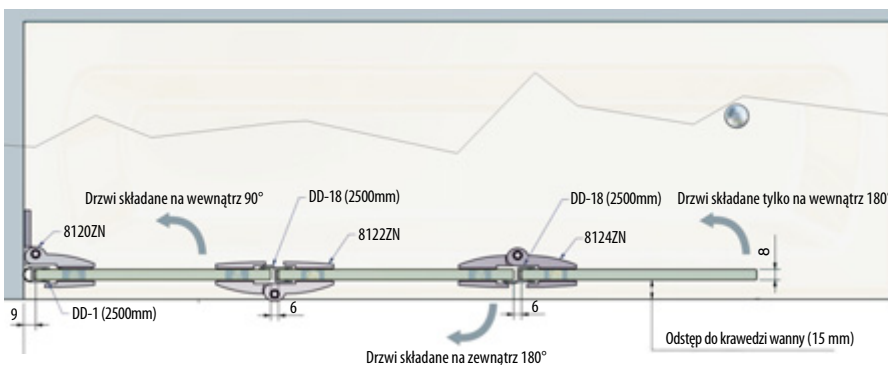 Drzwi składane na wewnątrz 90°
DD-18 (2500mm)
DD-18 (2500mm)
Drzwi składane tylko na wewnątrz 180°
8120ZN
8122ZN
8124ZN
8
9
DD-1 (2500mm)
6
6
Odstęp do krawedzi wanny (15 mm)
Drzwi składane na zewnątrz 180°